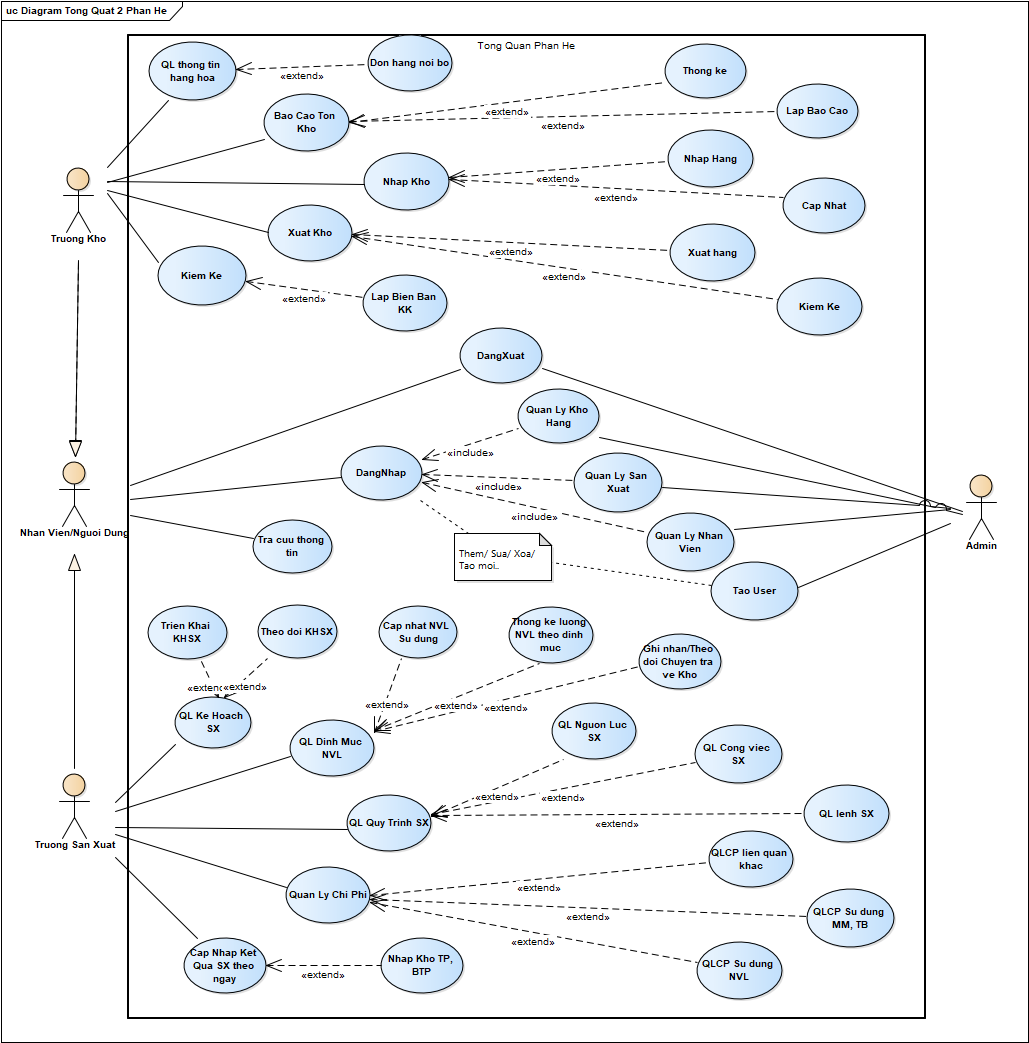 uc Diagram Tong Quat 2 Phan He
Tong Quan Phan He
QL thong tin
hang hoa
«extend»
Don hang noi bo
Thong ke
Bao Cao Ton
Kho
«extend»
Lap Bao Cao
«extend»
Nhap Hang
Nhap Kho
«extend»
«extend»
Cap Nhat
Truong Kho
Xuat Kho
«extend»
Xuat hang
Kiem Ke
«extend»
«extend»
Lap Bien Ban
KK
Kiem Ke
DangXuat
Quan Ly Kho
Hang
«include»
DangNhap
Quan Ly San
Xuat
«include»
«include»
Nhan Vien/Nguoi Dung
Tra cuu thong
tin
Quan Ly Nhan
Vien
Admin
Them/ Sua/ Xoa/
Tao moi..
Tao User
Trien Khai
KHSX
Theo doi KHSX
Cap nhat NVL
Su dung
Thong ke luong
NVL theo dinh
muc
Ghi nhan/Theo
doi Chuyen tra
ve Kho
«extend»
«extend»
«extend»
«extend»
«extend»
QL Ke Hoach
SX
QL Dinh Muc
NVL
QL Nguon Luc
SX
QL Cong viec
SX
«extend»
«extend»
QL Quy Trinh SX
«extend»
QL lenh SX
Truong San Xuat
QLCP lien quan
khac
«extend»
Quan Ly Chi Phi
«extend»
QLCP Su dung
MM, TB
«extend»
Cap Nhap Ket
Qua SX theo
ngay
«extend»
Nhap Kho TP,
BTP
QLCP Su dung
NVL